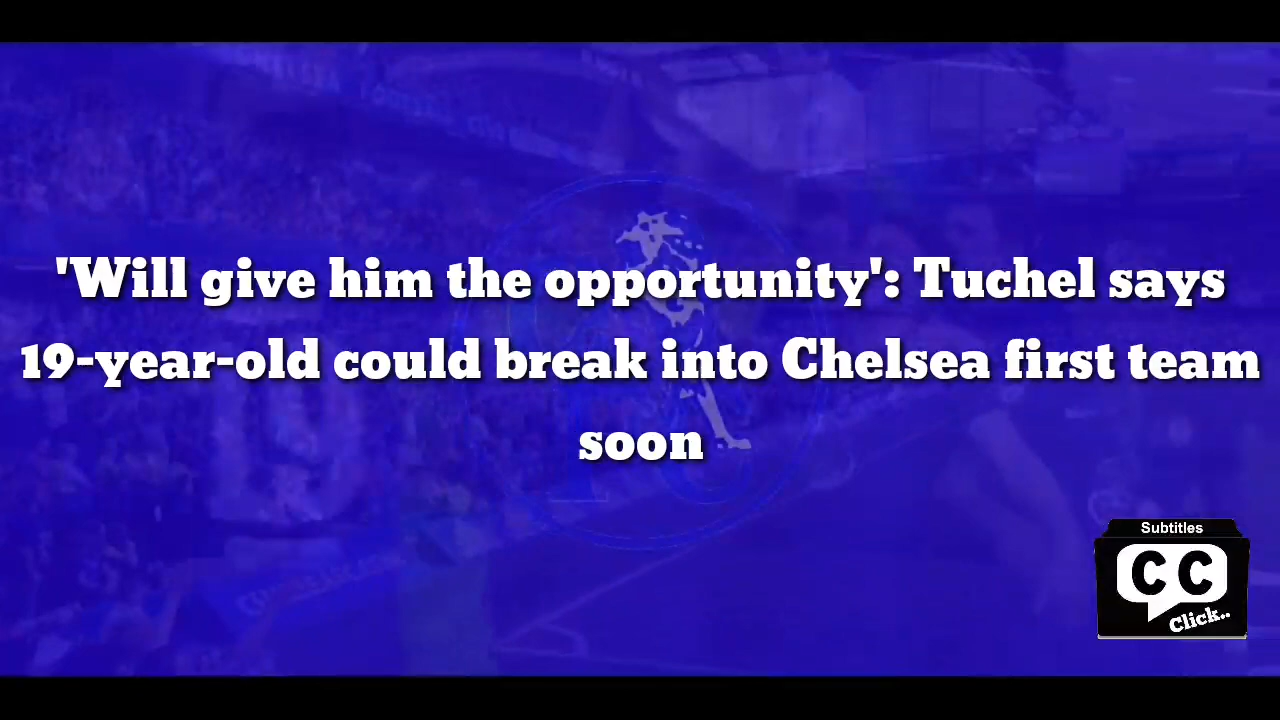 'Will give him the opportunity': Tuchel says
19-year-old could break into Chelsea first team
soon
Subtitles
CC
Click..